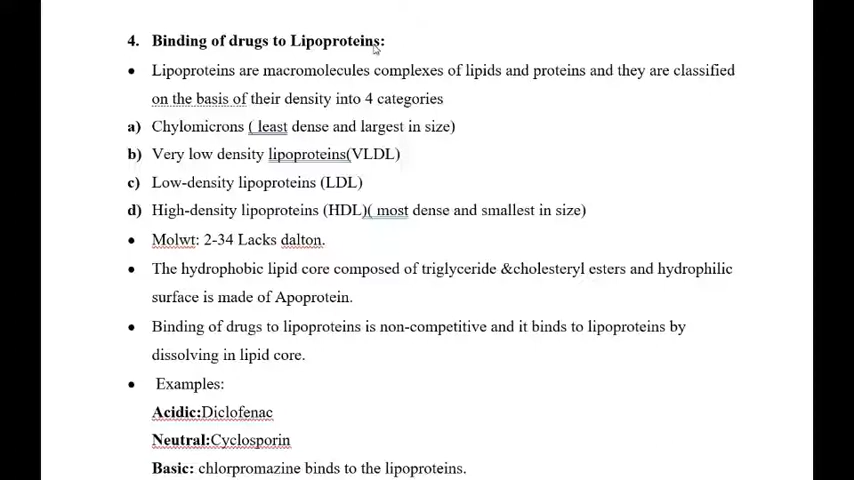 4. Binding of drugs to Lipoproteins:
• Lipoproteins are macromolecules complexes of lipids and proteins and they are classified
on the basis of their density into 4 categories
a) Chylomicrons ( least dense and largest in size)
b) Very low density lipoproteins(VLDL)
c) Low-density lipoproteins (LDL)
d) High-density lipoproteins (HDL)( most dense and smallest in size)
• Molwt: 2-34 Lacks dalton.
• The hydrophobic lipid core composed of triglyceride &cholesteryl esters and hydrophilic
surface is made of Apoprotein.
• Binding of drugs to lipoproteins is non-competitive and it binds to lipoproteins by
dissolving in lipid core.
• Examples:
Acidic:Diclofenac
Neutral:Cyclosporin
Basic: chlorpromazine binds to the lipoproteins.